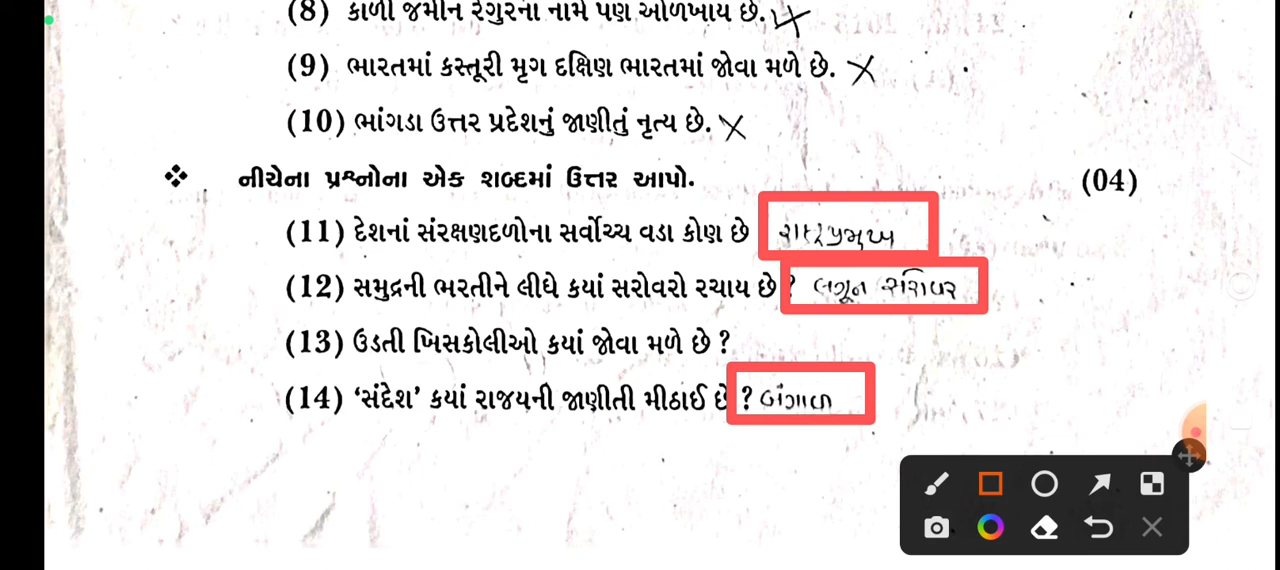 (8) કાળી જમીન રેગુરના નામે પણ ઓળખાય છે.
(9) ભારતમાં કસ્તૂરી મૃગ દક્ષિણ ભારતમાં જોવા મળે છે. ×
(10) ભાંગડા ઉત્તર પ્રદેશનું જાણીતું નૃત્ય છે. ×
❖ નીચેના પ્રશ્નોના એક શબ્દમાં ઉત્તર આપો. (04)
(11) દેશનાં સંરક્ષણદળોના સર્વોચ્ચ વડા કોણ છે રાષ્ટ્રપ્રમુખ
(12) સમુદ્રની ભરતીને લીધે કયાં સરોવરો રચાય છે ? લગૂન સરોવર
(13) ઉડતી ખિસકોલીઓ કયાં જોવા મળે છે ?
(14) ‘સંદેશ’ કયાં રાજયની જાણીતી મીઠાઈ છે ? બંગાળ